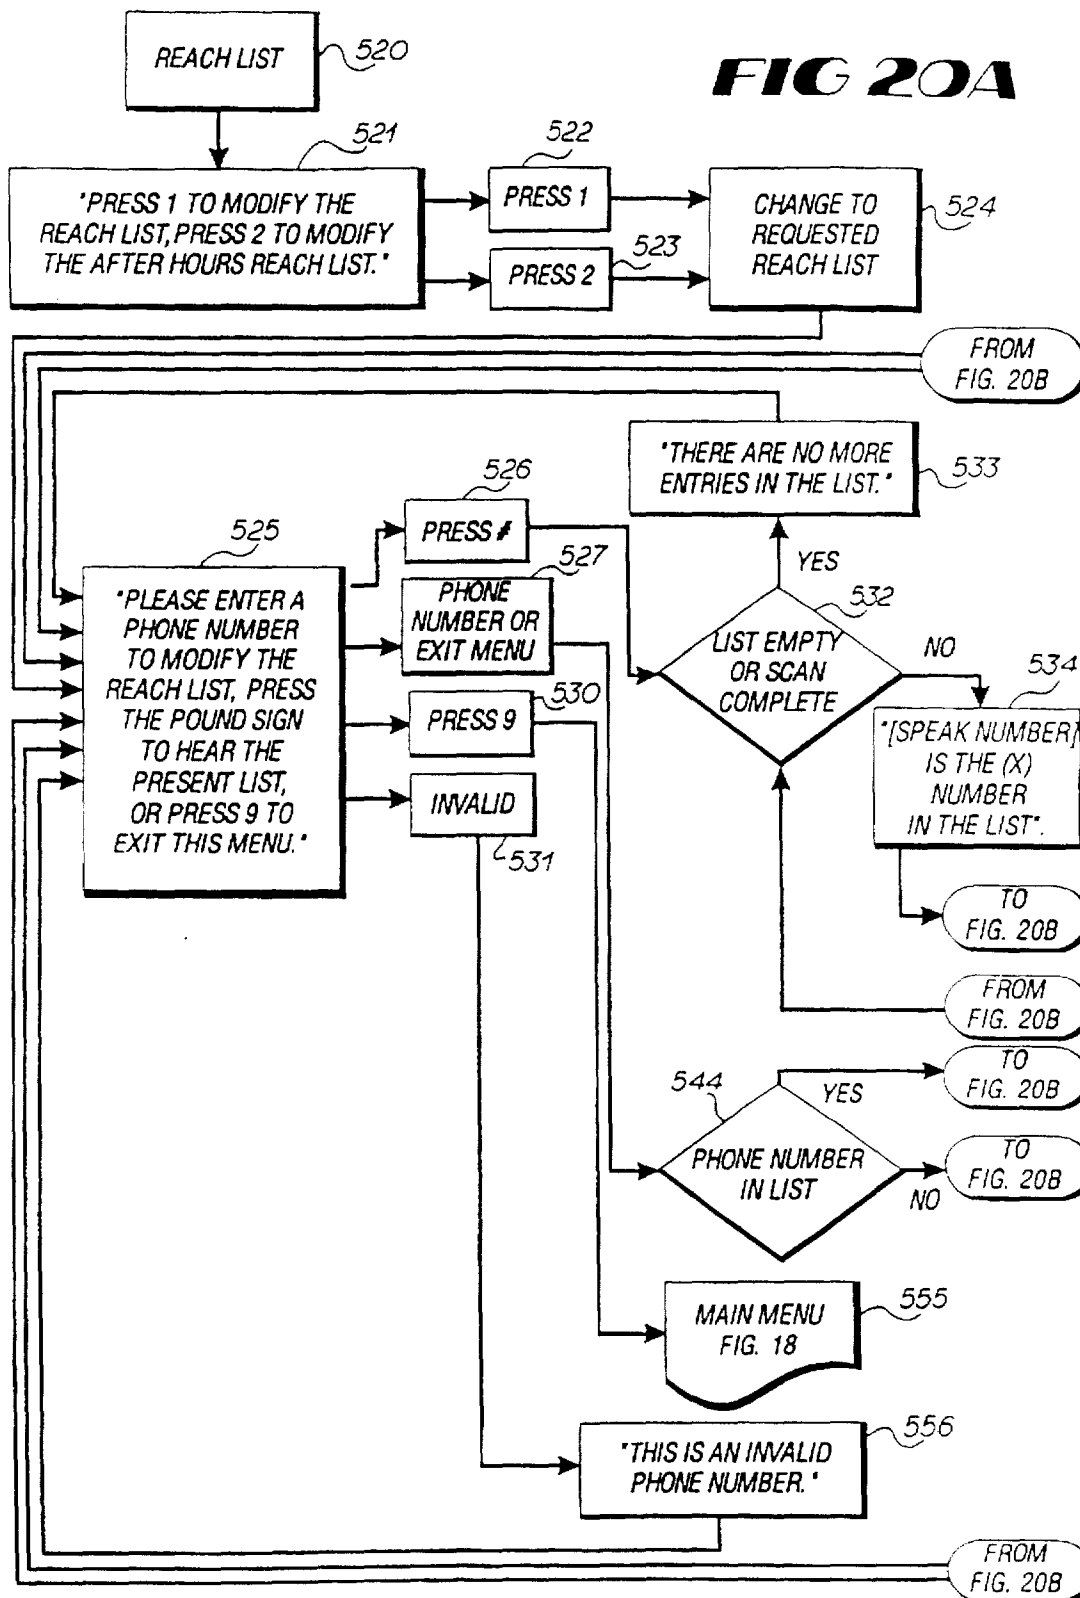 FIG 20A
REACH LIST
520
521
"PRESS 1 TO MODIFY THE
REACH LIST, PRESS 2 TO MODIFY
THE AFTER HOURS REACH LIST."
522
PRESS 1
523
PRESS 2
CHANGE TO
REQUESTED
REACH LIST
524
FROM
FIG. 20B
"THERE ARE NO MORE
ENTRIES IN THE LIST."
533
525
"PLEASE ENTER A
PHONE NUMBER
TO MODIFY THE
REACH LIST, PRESS
THE POUND SIGN
TO HEAR THE
PRESENT LIST,
OR PRESS 9 TO
EXIT THIS MENU."
526
PRESS #
527
PHONE
NUMBER OR
EXIT MENU
530
PRESS 9
INVALID
531
YES
532
LIST EMPTY
OR SCAN
COMPLETE
NO
534
"[SPEAK NUMBER]
IS THE (X)
NUMBER
IN THE LIST".
TO
FIG. 20B
FROM
FIG. 20B
TO
FIG. 20B
544
YES
PHONE NUMBER
IN LIST
TO
FIG. 20B
NO
MAIN MENU
FIG. 18
555
556
"THIS IS AN INVALID
PHONE NUMBER."
FROM
FIG. 20B